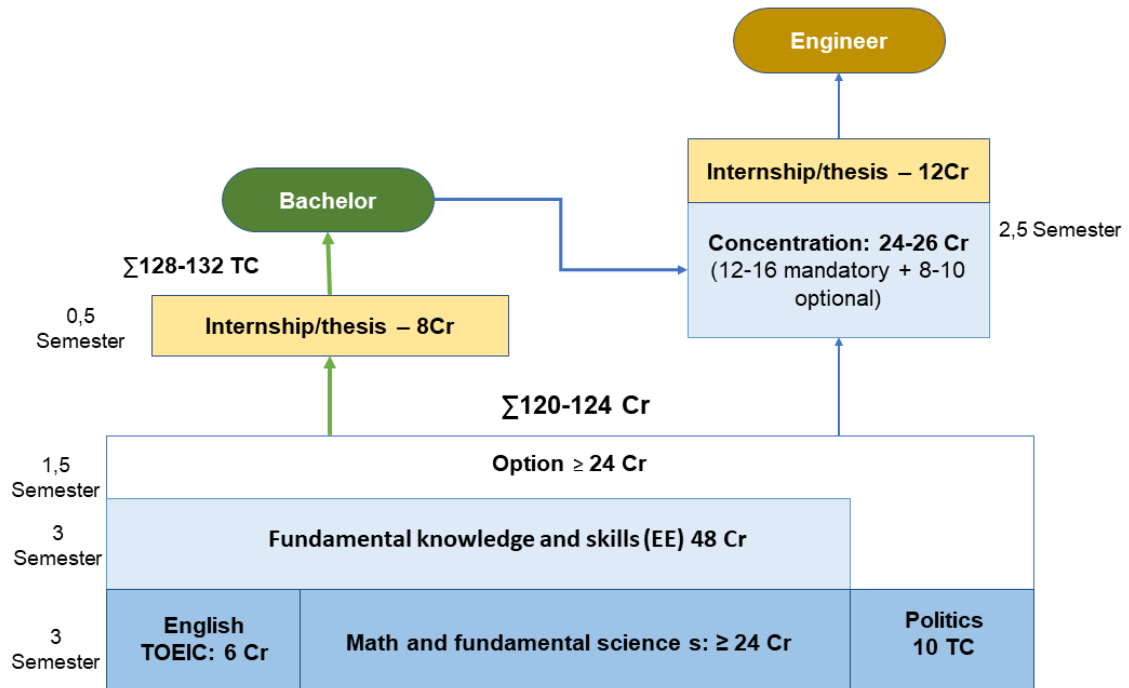 Engineer
Internship/thesis – 12Cr
Bachelor
Concentration: 24-26 Cr
(12-16 mandatory + 8-10
optional)
2,5 Semester
∑128-132 TC
0,5
Semester
Internship/thesis – 8Cr
∑120-124 Cr
1,5
Semester
Option ≥ 24 Cr
3
Semester
Fundamental knowledge and skills (EE) 48 Cr
3
Semester
English
TOEIC: 6 Cr
Math and fundamental science s: ≥ 24 Cr
Politics
10 TC